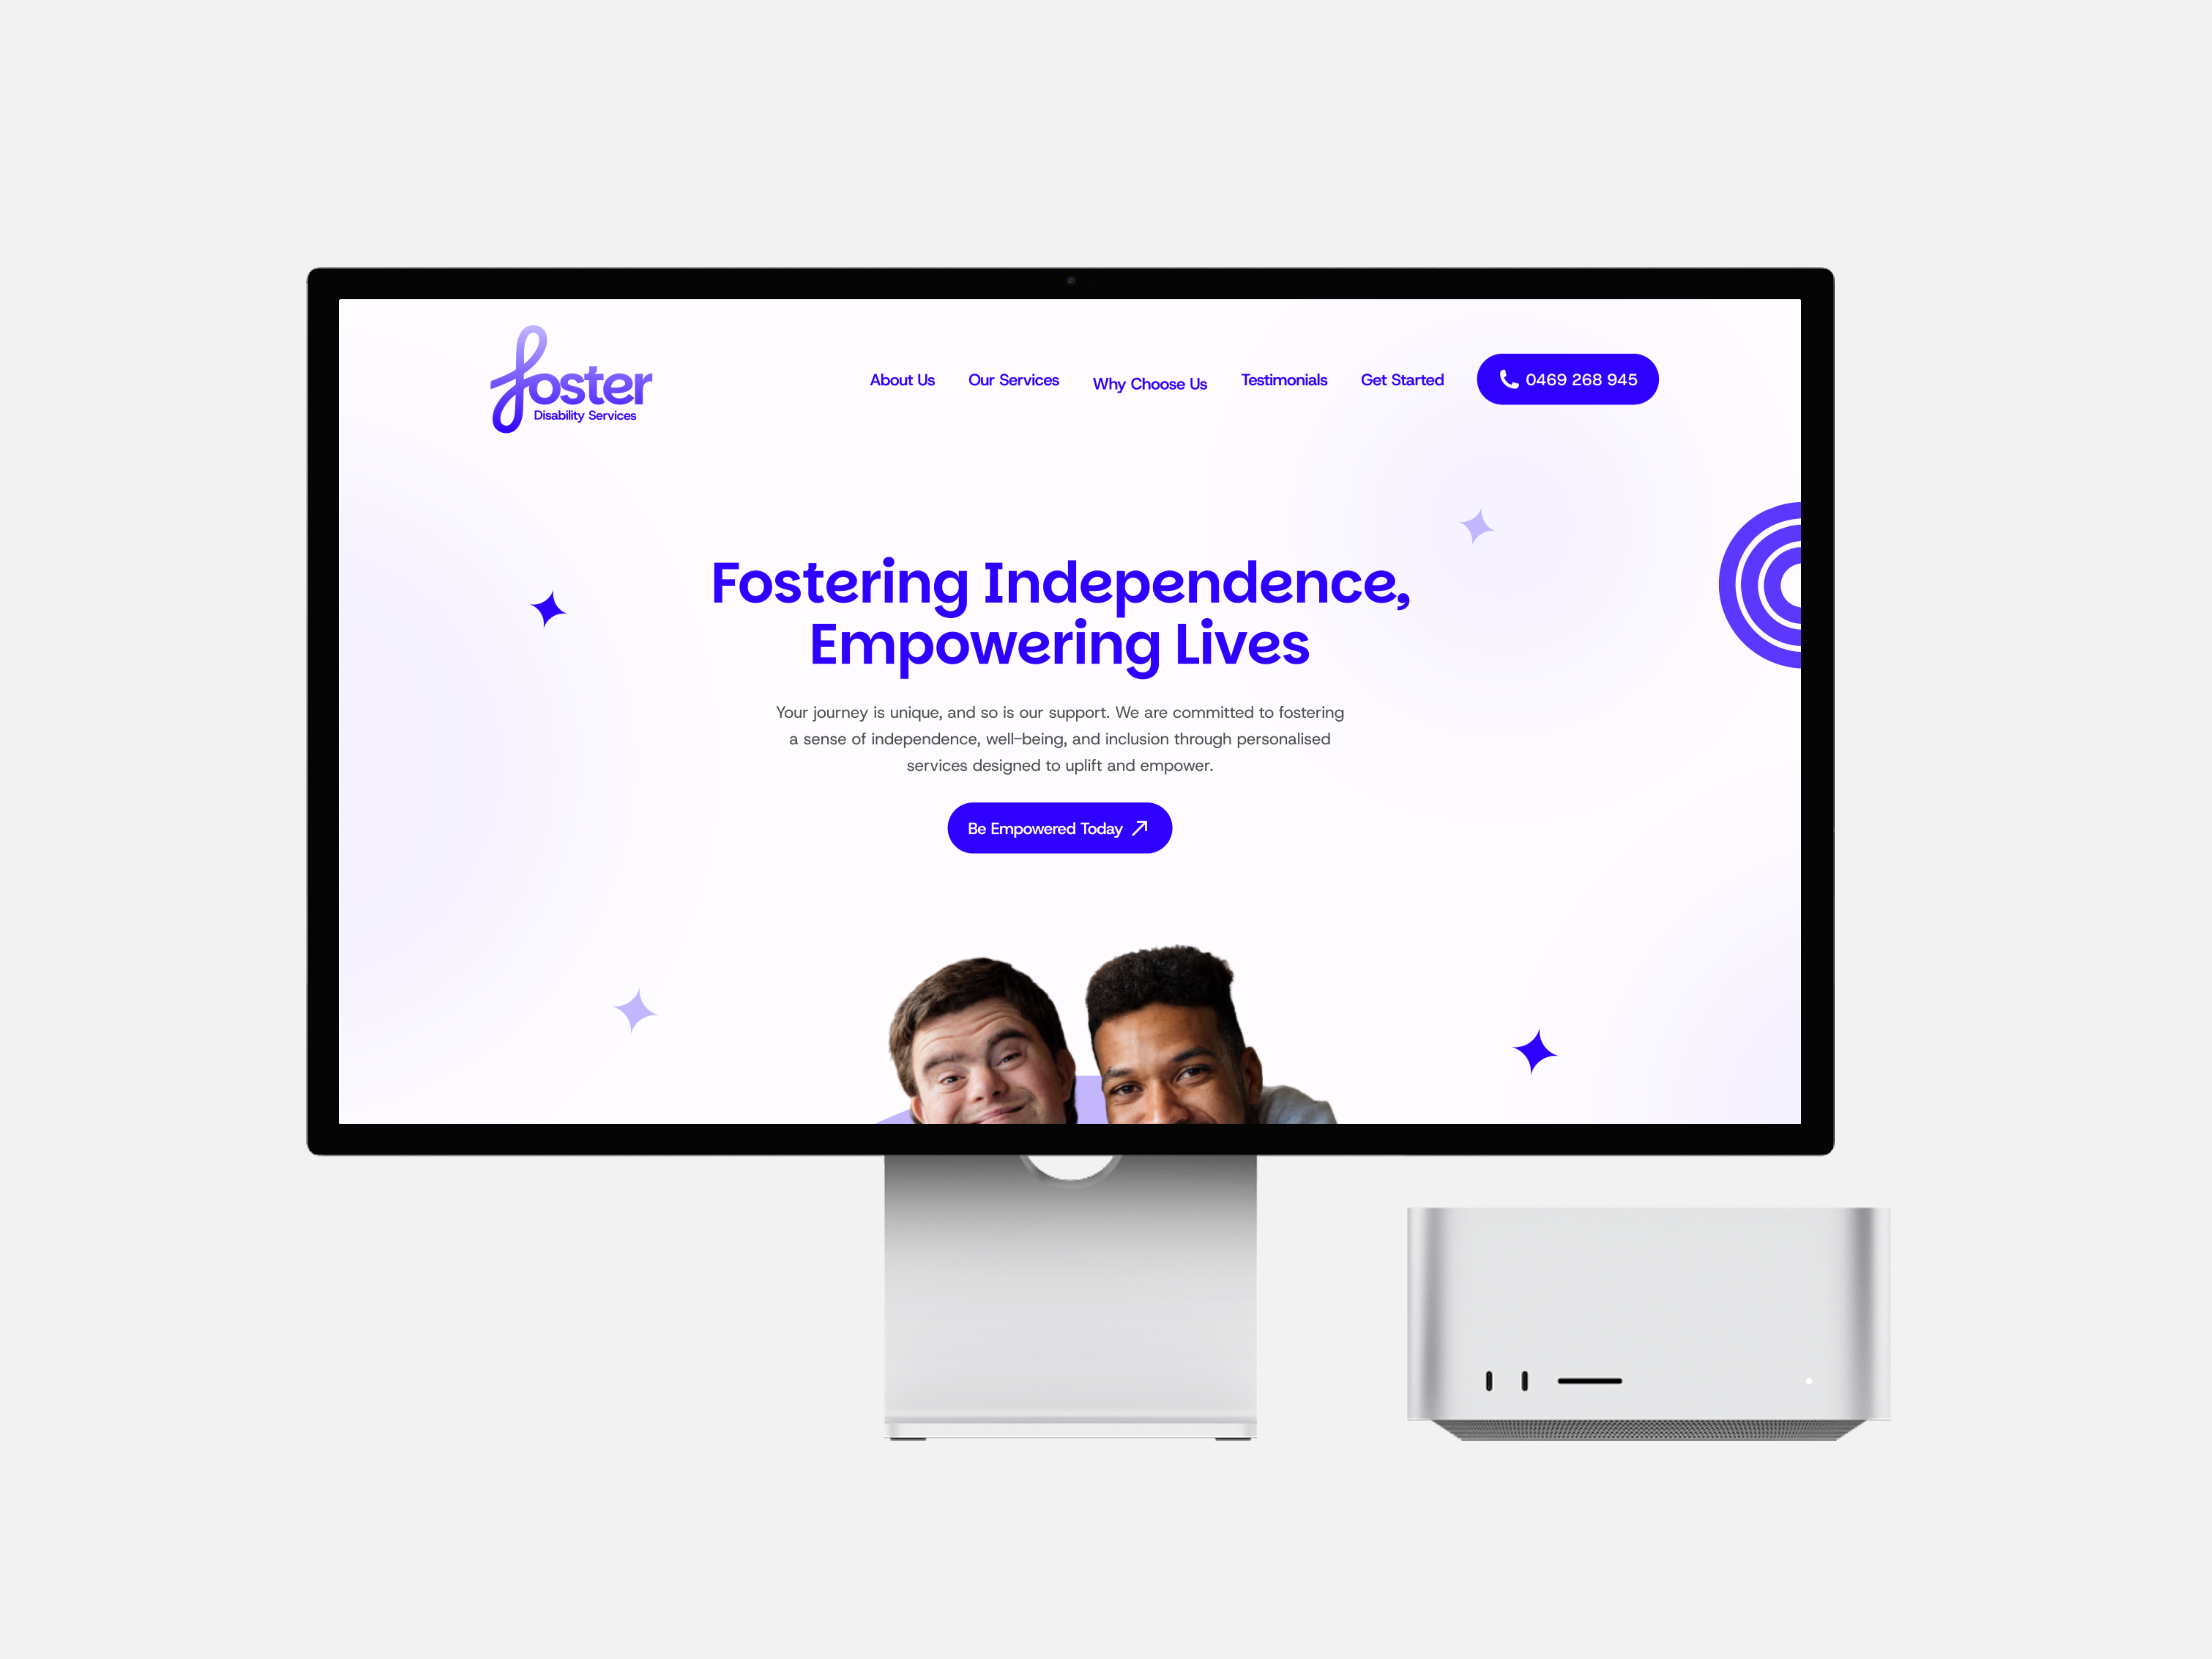 foster
Disability Services
About Us
Our Services
Why Choose Us
Testimonials
Get Started
0469 268 945
Fostering Independence,
Empowering Lives
Your journey is unique, and so is our support. We are committed to fostering
a sense of independence, well-being, and inclusion through personalised
services designed to uplift and empower.
Be Empowered Today